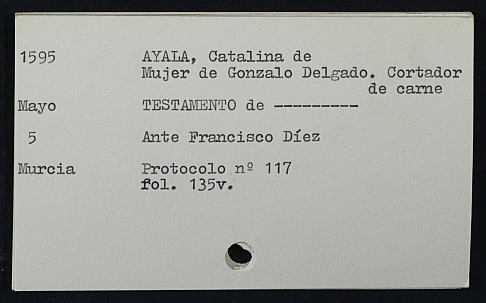 1595 AYALA, Catalina de
Mujer de Gonzalo Delgado. Cortador
de carne
Mayo TESTAMENTO de ---------
5 Ante Francisco Díez
Murcia Protocolo nº 117
fol. 135v.